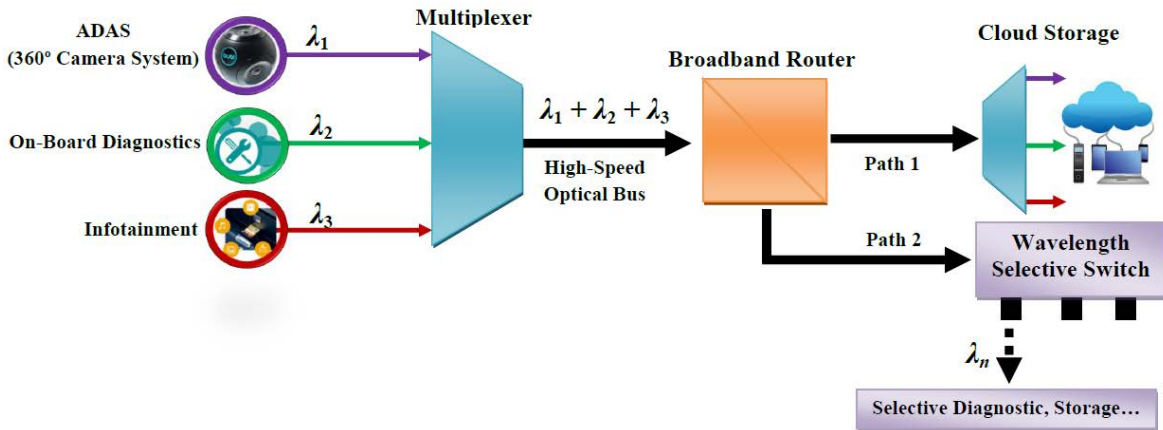 ADAS
(360º Camera System)
λ1
On-Board Diagnostics
λ2
Infotainment
λ3
Multiplexer
λ1 + λ2 + λ3
High-Speed
Optical Bus
Broadband Router
Path 1
Path 2
Cloud Storage
Wavelength
Selective Switch
λn
Selective Diagnostic, Storage…